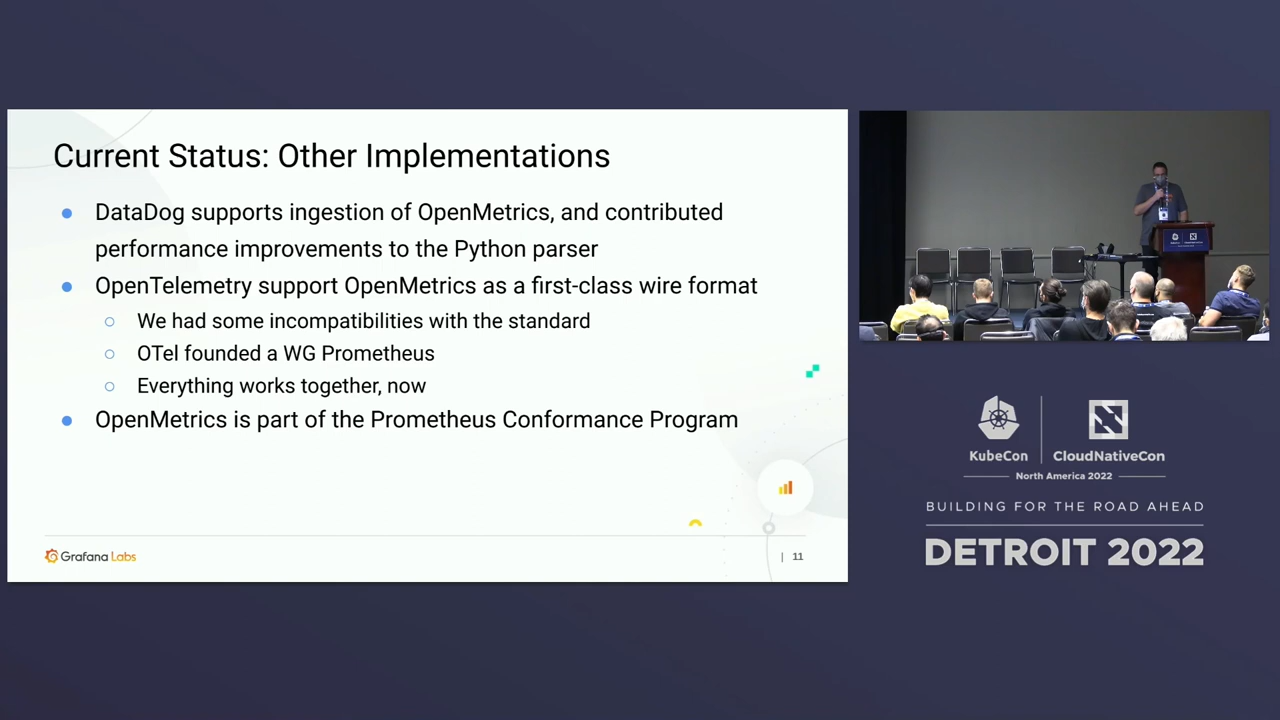 Current Status: Other Implementations
● DataDog supports ingestion of OpenMetrics, and contributed
performance improvements to the Python parser
● OpenTelemetry support OpenMetrics as a first-class wire format
○ We had some incompatibilities with the standard
○ OTel founded a WG Prometheus
○ Everything works together, now
● OpenMetrics is part of the Prometheus Conformance Program
Grafana Labs
| 11
KubeCon
CloudNativeCon
North America 2022
BUILDING FOR THE ROAD AHEAD
DETROIT 2022